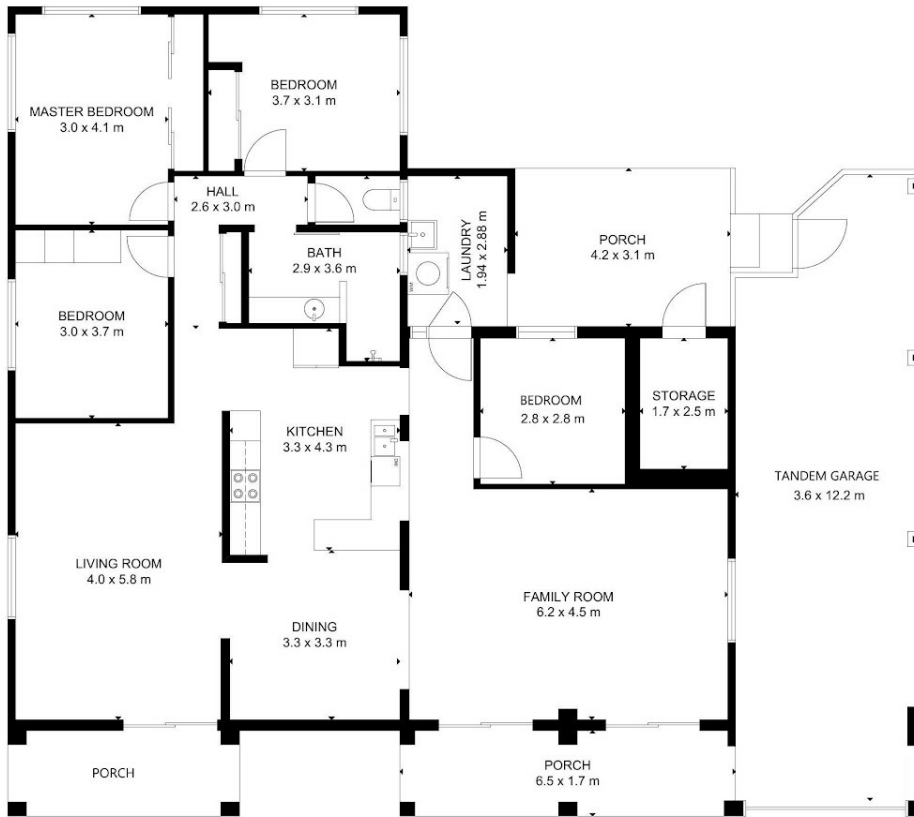 MASTER BEDROOM
3.0 x 4.1 m
BEDROOM
3.7 x 3.1 m
HALL
2.6 x 3.0 m
BATH
2.9 x 3.6 m
LAUNDRY
1.94 x 2.88 m
PORCH
4.2 x 3.1 m
BEDROOM
3.0 x 3.7 m
KITCHEN
3.3 x 4.3 m
BEDROOM
2.8 x 2.8 m
STORAGE
1.7 x 2.5 m
TANDEM GARAGE
3.6 x 12.2 m
LIVING ROOM
4.0 x 5.8 m
DINING
3.3 x 3.3 m
FAMILY ROOM
6.2 x 4.5 m
PORCH
PORCH
6.5 x 1.7 m